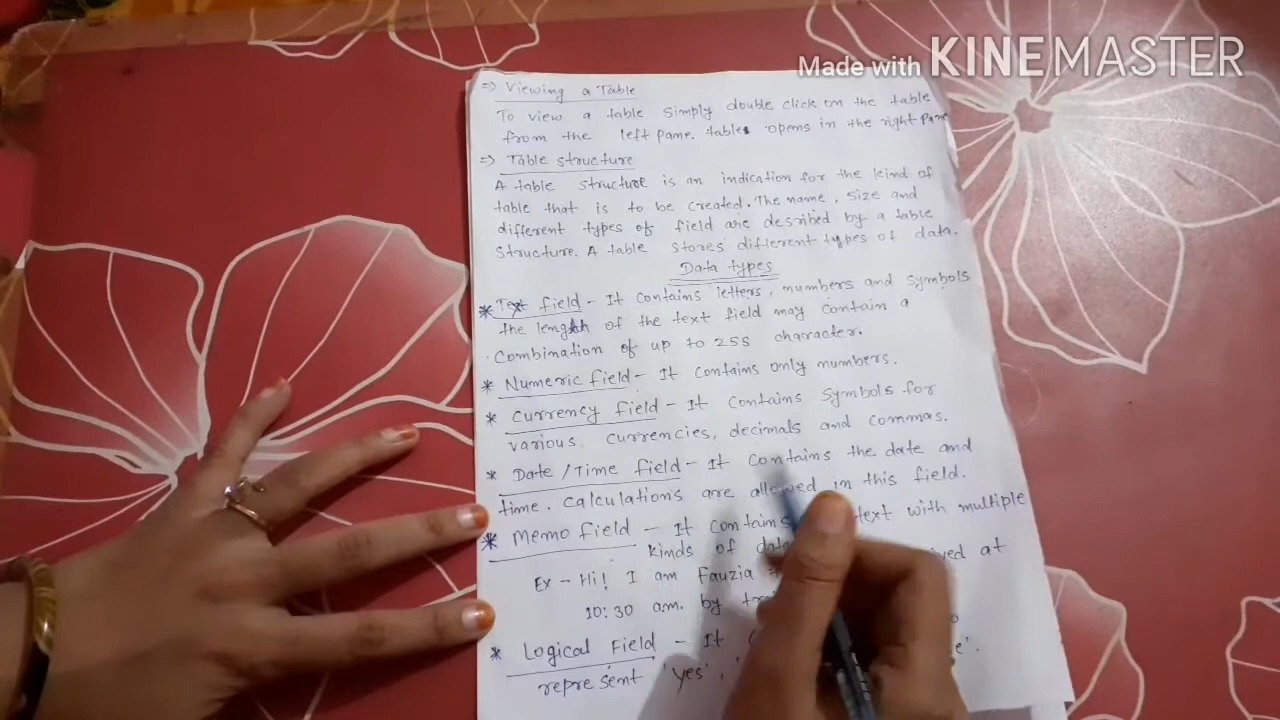 Made with KINEMASTER
=> Viewing a Table
To view a table simply double click on the table
from the left pane. table opens in the right pane
=> Table structure
A table structure is an indication for the kind of
table that is to be created. The name, size and
different types of field are desribed by a table
structure. A table stores different types of data.
Data types
* Text field - It contains letters, numbers and symbols
the length of the text field may contain a
combination of up to 255 character.
* Numeric field - It contains only numbers.
* Currency field - It contains symbols for
various currencies, decimals and commas.
* Date/Time field - It contains the date and
time. calculations are allowed in this field.
* Memo field - It contains text with multiple
kinds of
Ex - Hi! I am Fauzia at
10:30 am. by
* Logical Field - It
represent 'yes',